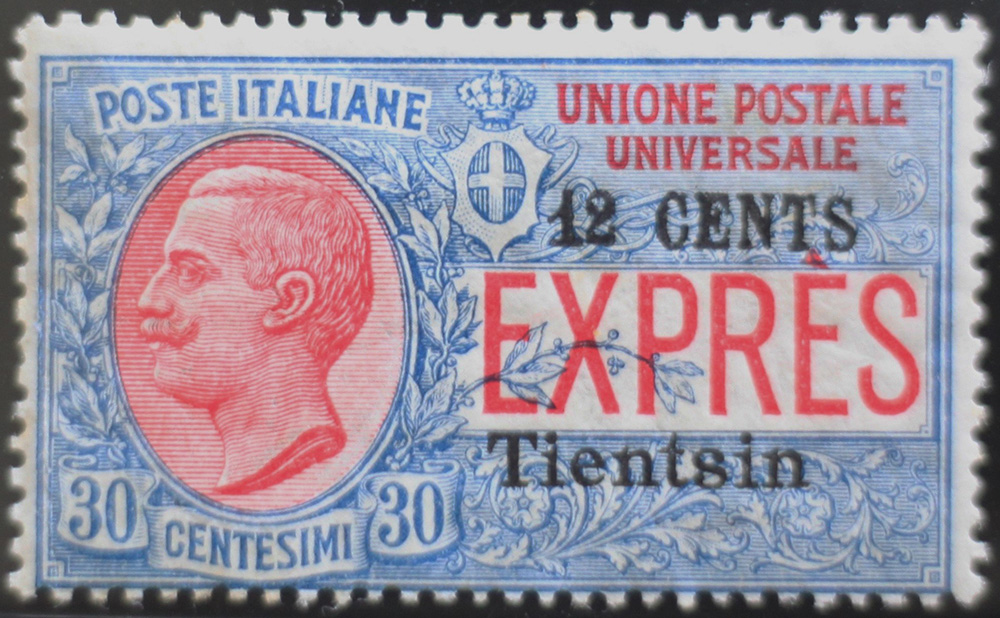 POSTE ITALIANE
UNIONE POSTALE
UNIVERSALE
12 CENTS
EXPRÈS
Tientsin
30 CENTESIMI 30